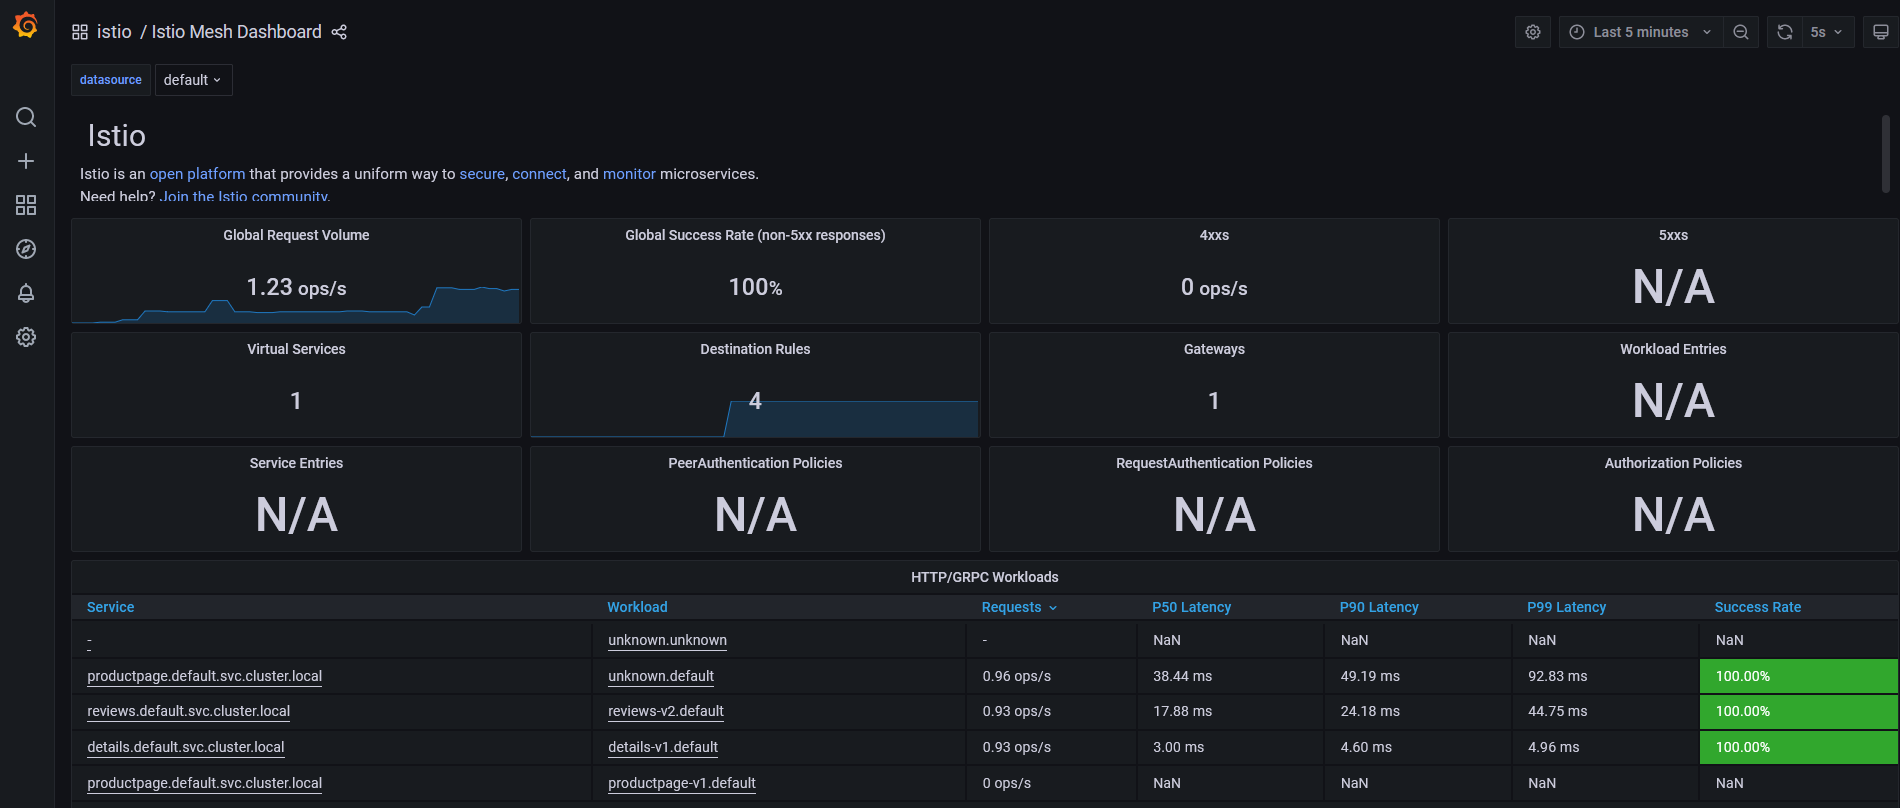 istio / Istio Mesh Dashboard
Last 5 minutes
5s
datasource default
Istio
Istio is an open platform that provides a uniform way to secure, connect, and monitor microservices.
Need help? Join the Istio community.
Global Request Volume
1.23 ops/s
Global Success Rate (non-5xx responses)
100%
4xxs
0 ops/s
5xxs
N/A
Virtual Services
1
Destination Rules
4
Gateways
1
Workload Entries
N/A
Service Entries
N/A
PeerAuthentication Policies
N/A
RequestAuthentication Policies
N/A
Authorization Policies
N/A
HTTP/GRPC Workloads
Service Workload Requests P50 Latency P90 Latency P99 Latency Success Rate
- unknown.unknown - NaN NaN NaN NaN
productpage.default.svc.cluster.local unknown.default 0.96 ops/s 38.44 ms 49.19 ms 92.83 ms 100.00%
reviews.default.svc.cluster.local reviews-v2.default 0.93 ops/s 17.88 ms 24.18 ms 44.75 ms 100.00%
details.default.svc.cluster.local details-v1.default 0.93 ops/s 3.00 ms 4.60 ms 4.96 ms 100.00%
productpage.default.svc.cluster.local productpage-v1.default 0 ops/s NaN NaN NaN NaN